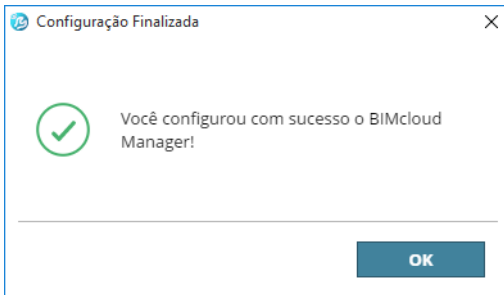 Configuração Finalizada
Você configurou com sucesso o BIMcloud
Manager!
OK